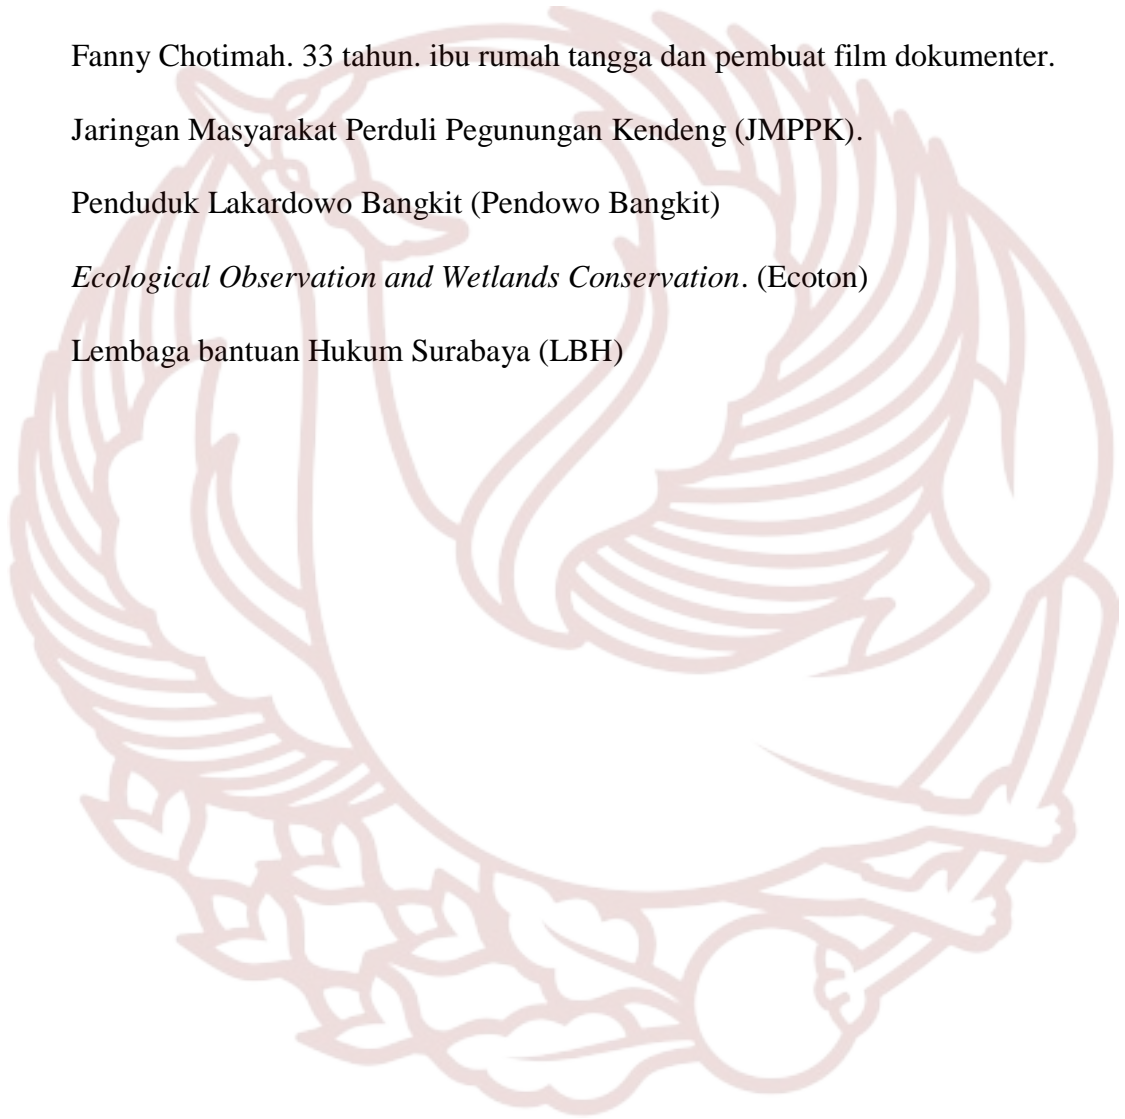 Fanny Chotimah. 33 tahun. ibu rumah tangga dan pembuat film dokumenter.
Jaringan Masyarakat Perduli Pegunungan Kendeng (JMPPK).
Penduduk Lakardowo Bangkit (Pendowo Bangkit)
Ecological Observation and Wetlands Conservation. (Ecoton)
Lembaga bantuan Hukum Surabaya (LBH)